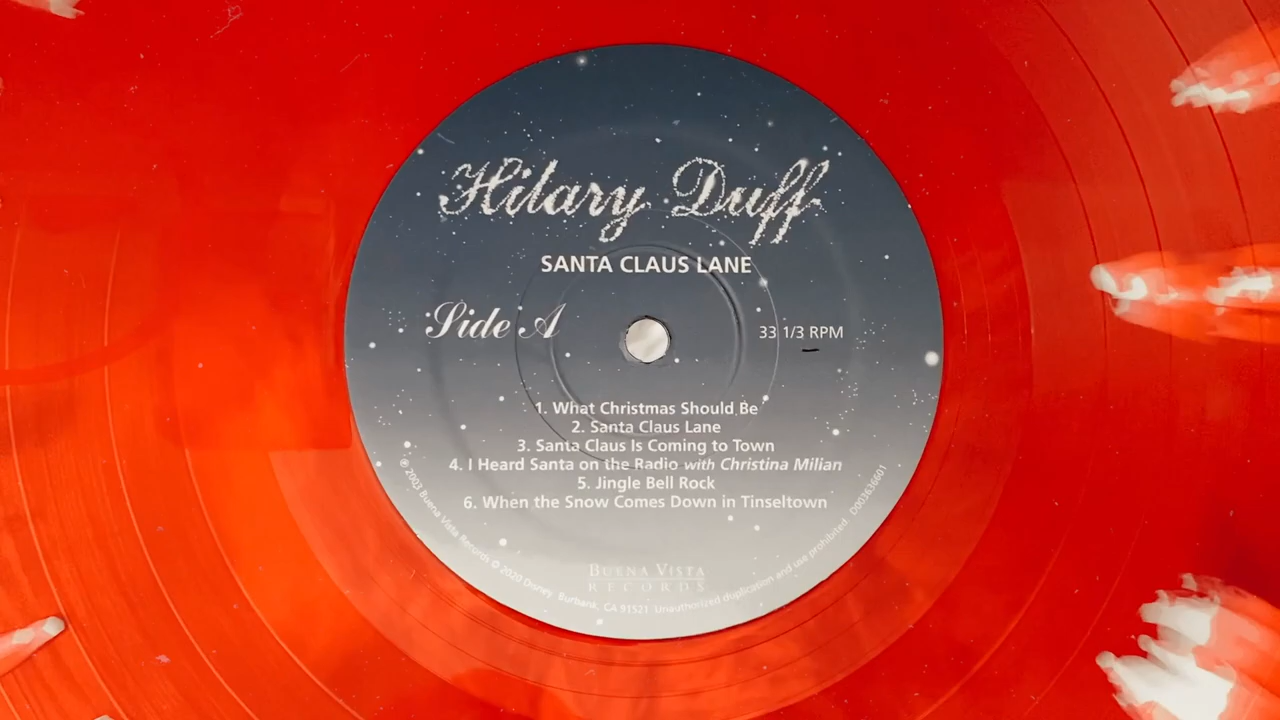 Hilary Duff
SANTA CLAUS LANE
Side A
33 1/3 RPM
1. What Christmas Should Be
2. Santa Claus Lane
3. Santa Claus Is Coming to Town
4. I Heard Santa on the Radio with Christina Milian
5. Jingle Bell Rock
6. When the Snow Comes Down in Tinseltown
BUENA VISTA
RECORDS
℗ 2003 Buena Vista Records © 2020 Disney. Burbank, CA 91521 Unauthorized duplication and use prohibited. D003636601